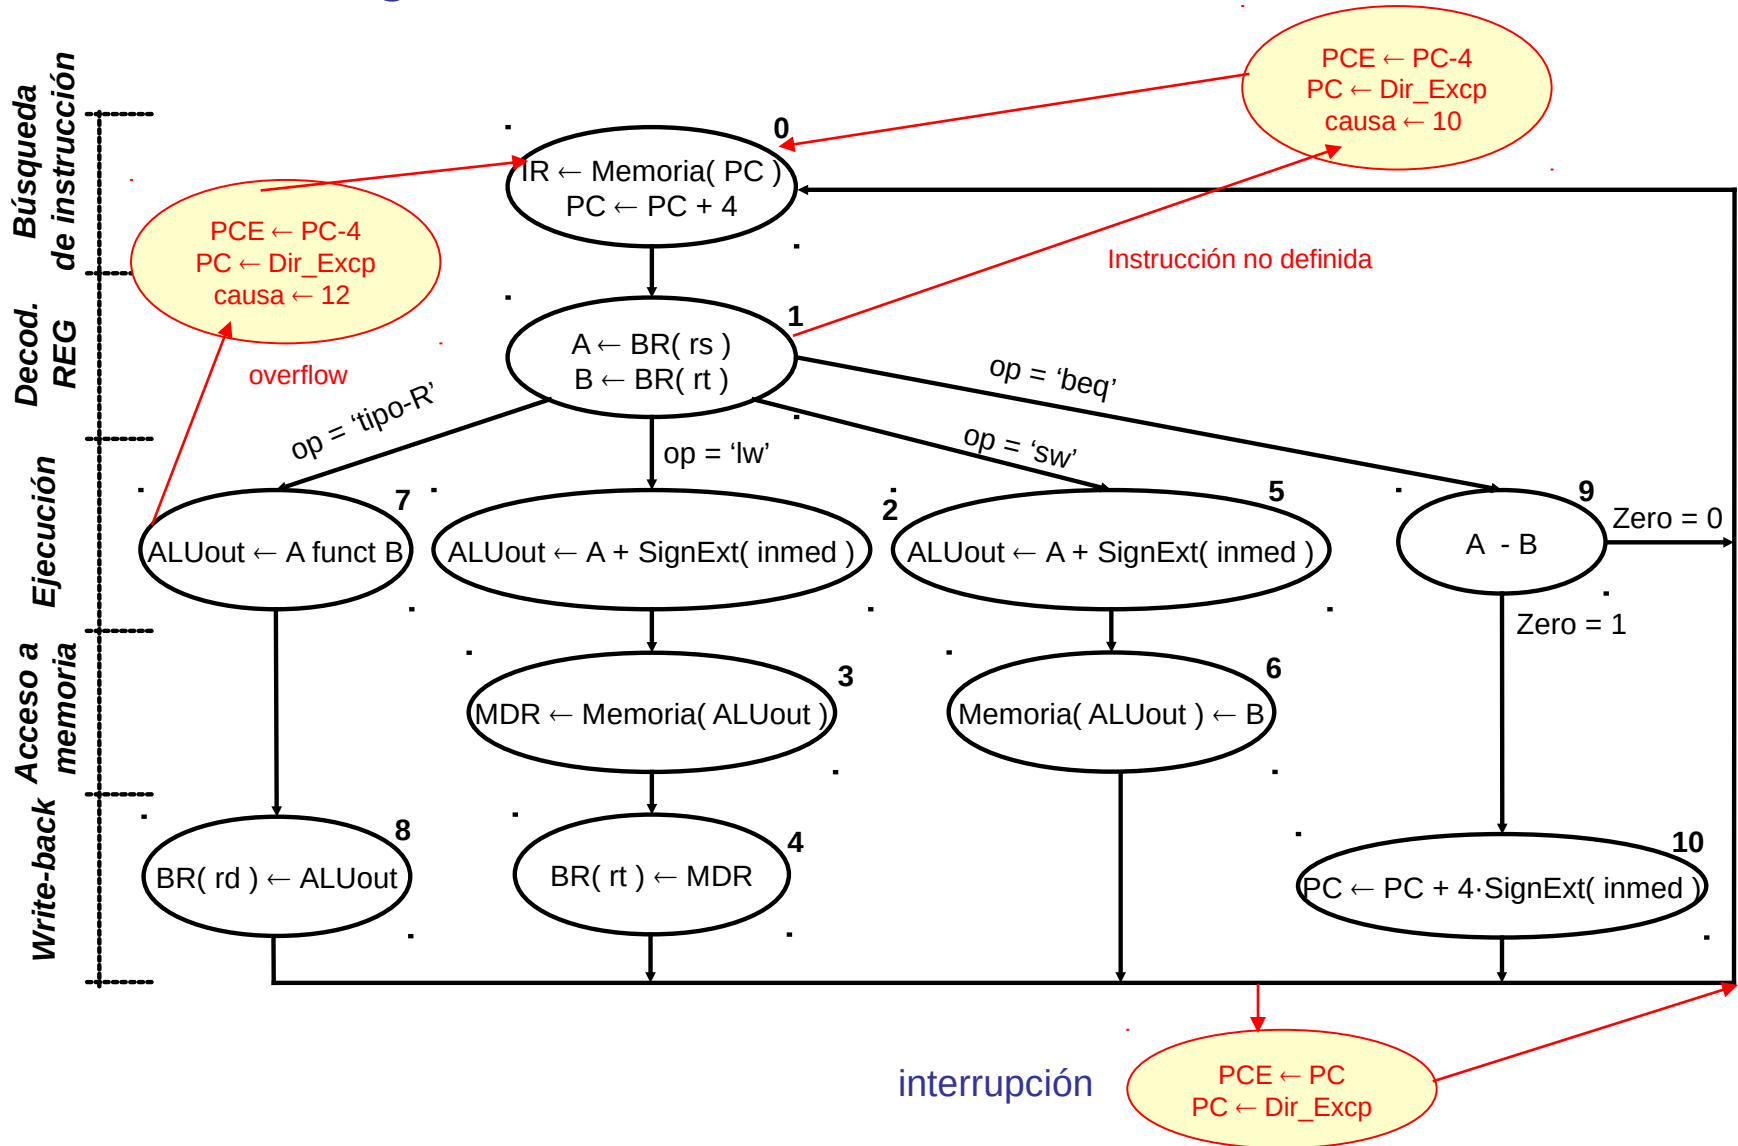 PCE ← PC-4
PC ← Dir_Excp
causa ← 10
Búsqueda
de instrucción
0
IR ← Memoria( PC )
PC ← PC + 4
PCE ← PC-4
PC ← Dir_Excp
causa ← 12
Instrucción no definida
Decod.
REG
1
A ← BR( rs )
B ← BR( rt )
overflow
op = ‘tipo-R’
op = ‘lw’
op = ‘sw’
op = ‘beq’
Ejecución
7
ALUout ← A funct B
2
ALUout ← A + SignExt( inmed )
5
ALUout ← A + SignExt( inmed )
9
A - B
Zero = 0
Zero = 1
Acceso a
memoria
3
MDR ← Memoria( ALUout )
6
Memoria( ALUout ) ← B
Write-back
8
BR( rd ) ← ALUout
4
BR( rt ) ← MDR
10
PC ← PC + 4·SignExt( inmed )
interrupción
PCE ← PC
PC ← Dir_Excp